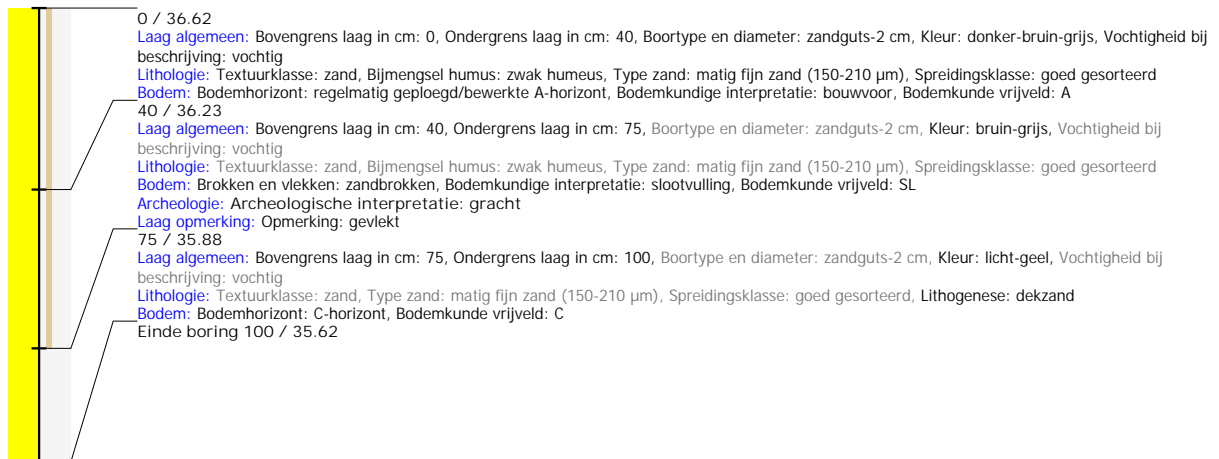 0 / 36.62
Laag algemeen: Bovengrens laag in cm: 0, Ondergrens laag in cm: 40, Boortype en diameter: zandguts-2 cm, Kleur: donker-bruin-grijs, Vochtigheid bij
beschrijving: vochtig
Lithologie: Textuurklasse: zand, Bijmengsel humus: zwak humeus, Type zand: matig fijn zand (150-210 µm), Spreidingsklasse: goed gesorteerd
Bodem: Bodemhorizont: regelmatig geploegd/bewerkte A-horizont, Bodemkundige interpretatie: bouwvoor, Bodemkunde vrijveld: A
40 / 36.23
Laag algemeen: Bovengrens laag in cm: 40, Ondergrens laag in cm: 75, Boortype en diameter: zandguts-2 cm, Kleur: bruin-grijs, Vochtigheid bij
beschrijving: vochtig
Lithologie: Textuurklasse: zand, Bijmengsel humus: zwak humeus, Type zand: matig fijn zand (150-210 µm), Spreidingsklasse: goed gesorteerd
Bodem: Brokken en vlekken: zandbrokken, Bodemkundige interpretatie: slootvulling, Bodemkunde vrijveld: SL
Archeologie: Archeologische interpretatie: gracht
Laag opmerking: Opmerking: gevlekt
75 / 35.88
Laag algemeen: Bovengrens laag in cm: 75, Ondergrens laag in cm: 100, Boortype en diameter: zandguts-2 cm, Kleur: licht-geel, Vochtigheid bij
beschrijving: vochtig
Lithologie: Textuurklasse: zand, Type zand: matig fijn zand (150-210 µm), Spreidingsklasse: goed gesorteerd, Lithogenese: dekzand
Bodem: Bodemhorizont: C-horizont, Bodemkunde vrijveld: C
Einde boring 100 / 35.62